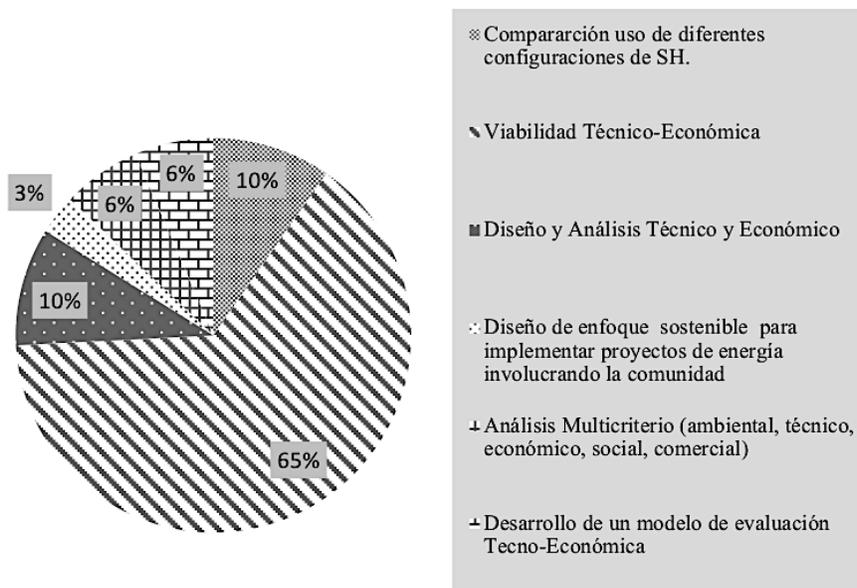 Compararción uso de diferentes
configuraciones de SH.
Viabilidad Técnico-Económica
Diseño y Análisis Técnico y Económico
Diseño de enfoque sostenible para
implementar proyectos de energía
involucrando la comunidad
Análisis Multicriterio (ambiental, técnico,
económico, social, comercial)
Desarrollo de un modelo de evaluación
Tecno-Económica
6%
10%
6%
3%
10%
65%